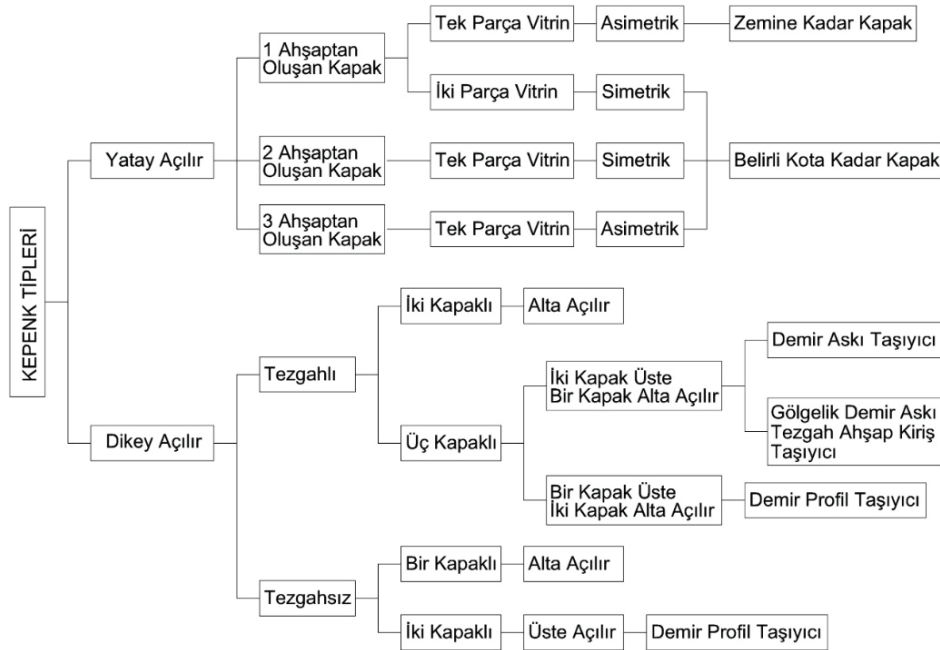 KEPENK TİPLERİ
Yatay Açılır
1 Ahşaptan
Oluşan Kapak
Tek Parça Vitrin
Asimetrik
Zemine Kadar Kapak
İki Parça Vitrin
Simetrik
2 Ahşaptan
Oluşan Kapak
Tek Parça Vitrin
Simetrik
Belirli Kota Kadar Kapak
3 Ahşaptan
Oluşan Kapak
Tek Parça Vitrin
Asimetrik
Dikey Açılır
Tezgahlı
İki Kapaklı
Alta Açılır
Üç Kapaklı
İki Kapak Üste
Bir Kapak Alta Açılır
Demir Askı Taşıyıcı
Gölgelik Demir Askı
Tezgah Ahşap Kiriş
Taşıyıcı
Bir Kapak Üste
İki Kapak Alta Açılır
Demir Profil Taşıyıcı
Tezgahsız
Bir Kapaklı
Alta Açılır
İki Kapaklı
Üste Açılır
Demir Profil Taşıyıcı